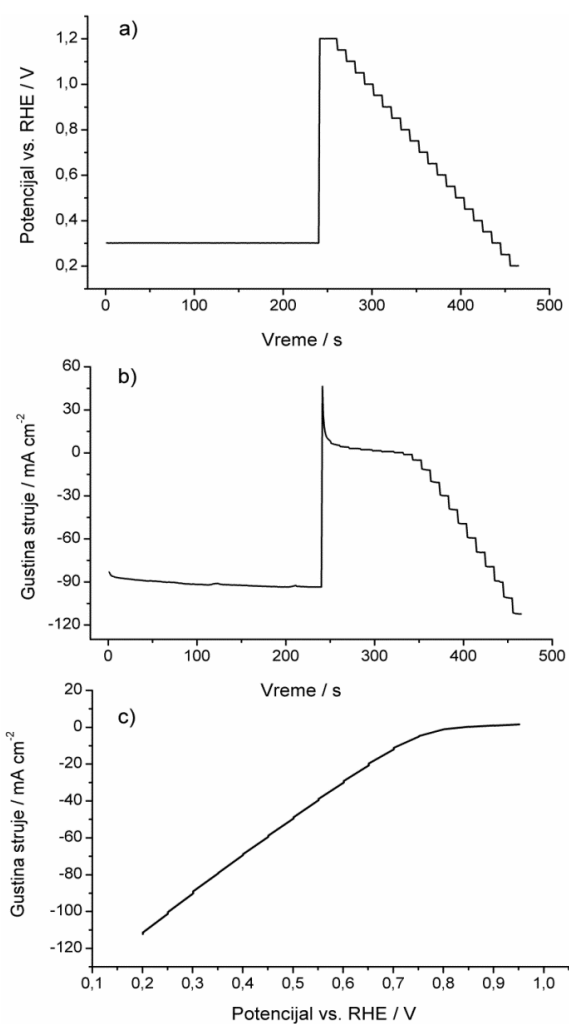 a)
Potencijal vs. RHE / V
1,2
1,0
0,8
0,6
0,4
0,2
0 100 200 300 400 500
Vreme / s
b)
Gustina struje / mA cm⁻²
60
30
0
-30
-60
-90
-120
0 100 200 300 400 500
Vreme / s
c)
Gustina struje / mA cm⁻²
20
0
-20
-40
-60
-80
-100
-120
0,1 0,2 0,3 0,4 0,5 0,6 0,7 0,8 0,9 1,0
Potencijal vs. RHE / V